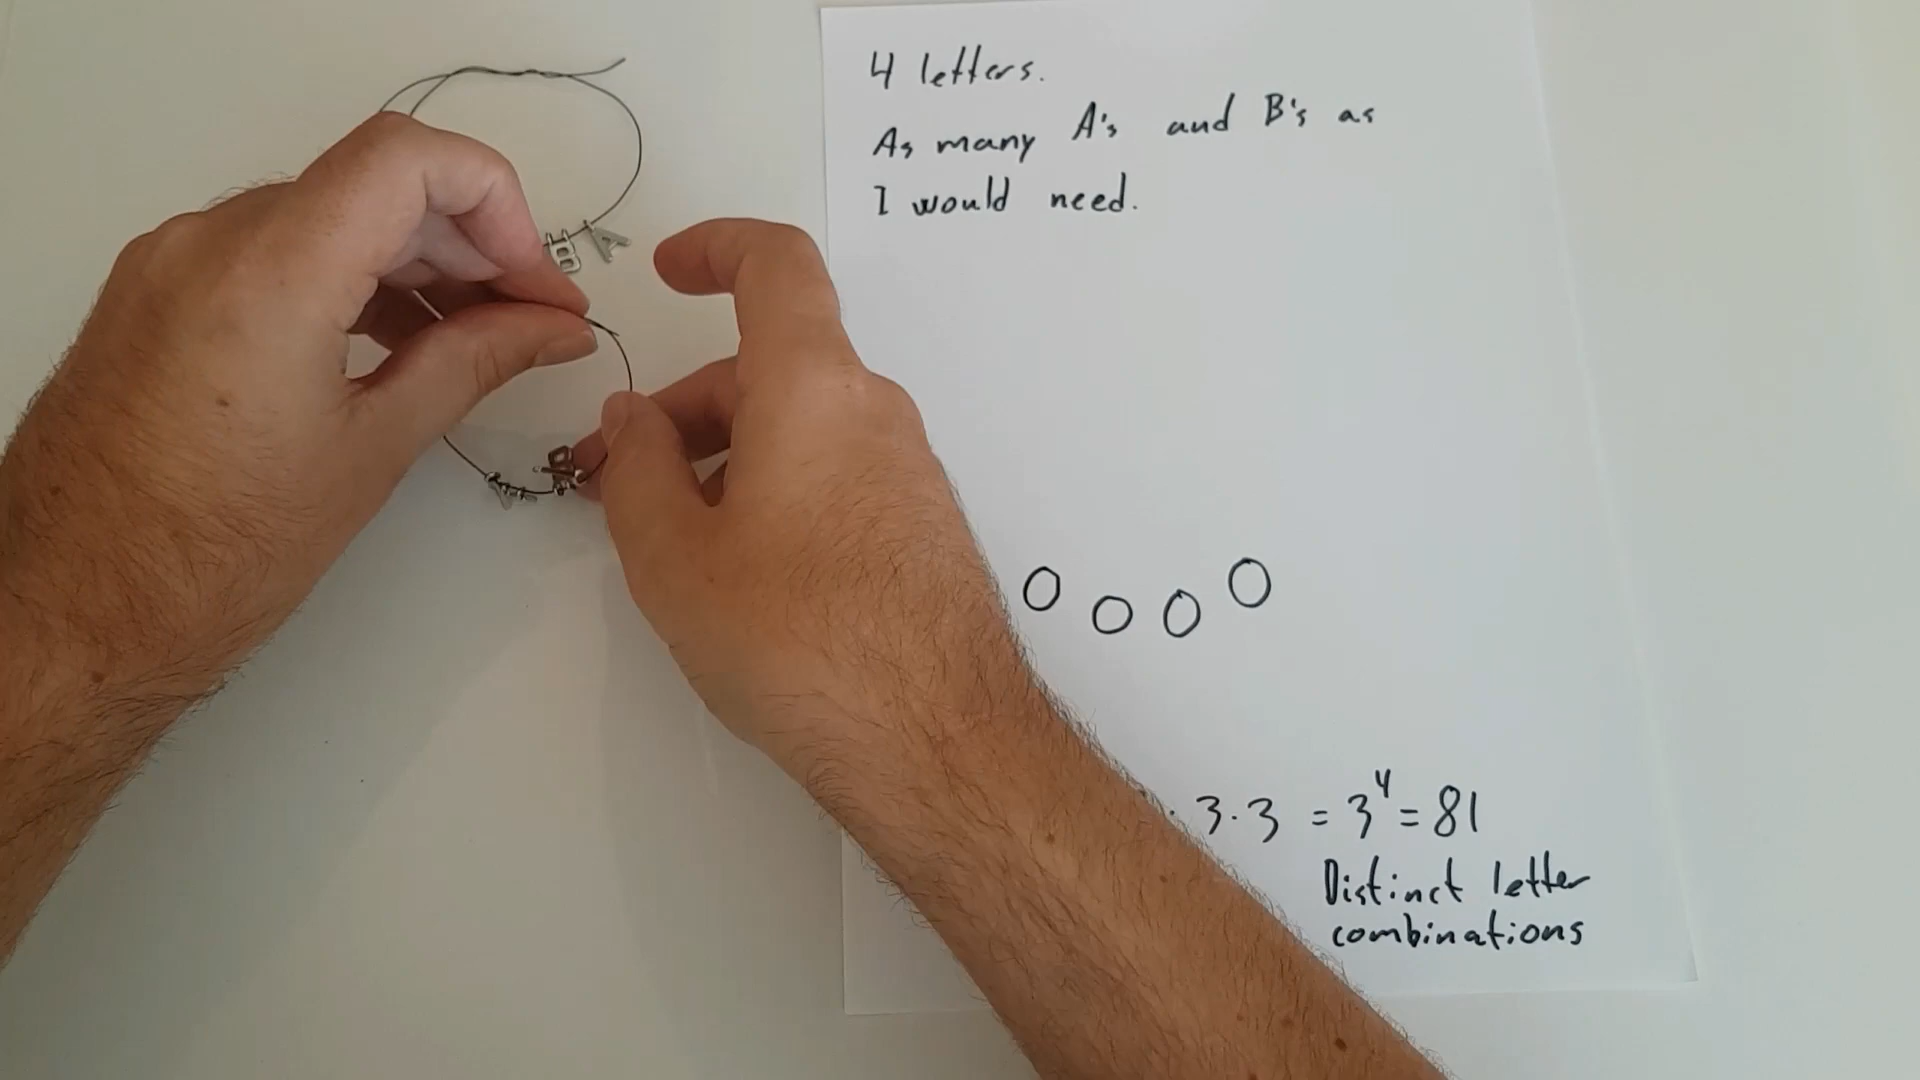 4 letters.
As many A's and B's as
I would need.
B A
O O O O
· 3 · 3 = 3⁴ = 81
Distinct letter
combinations